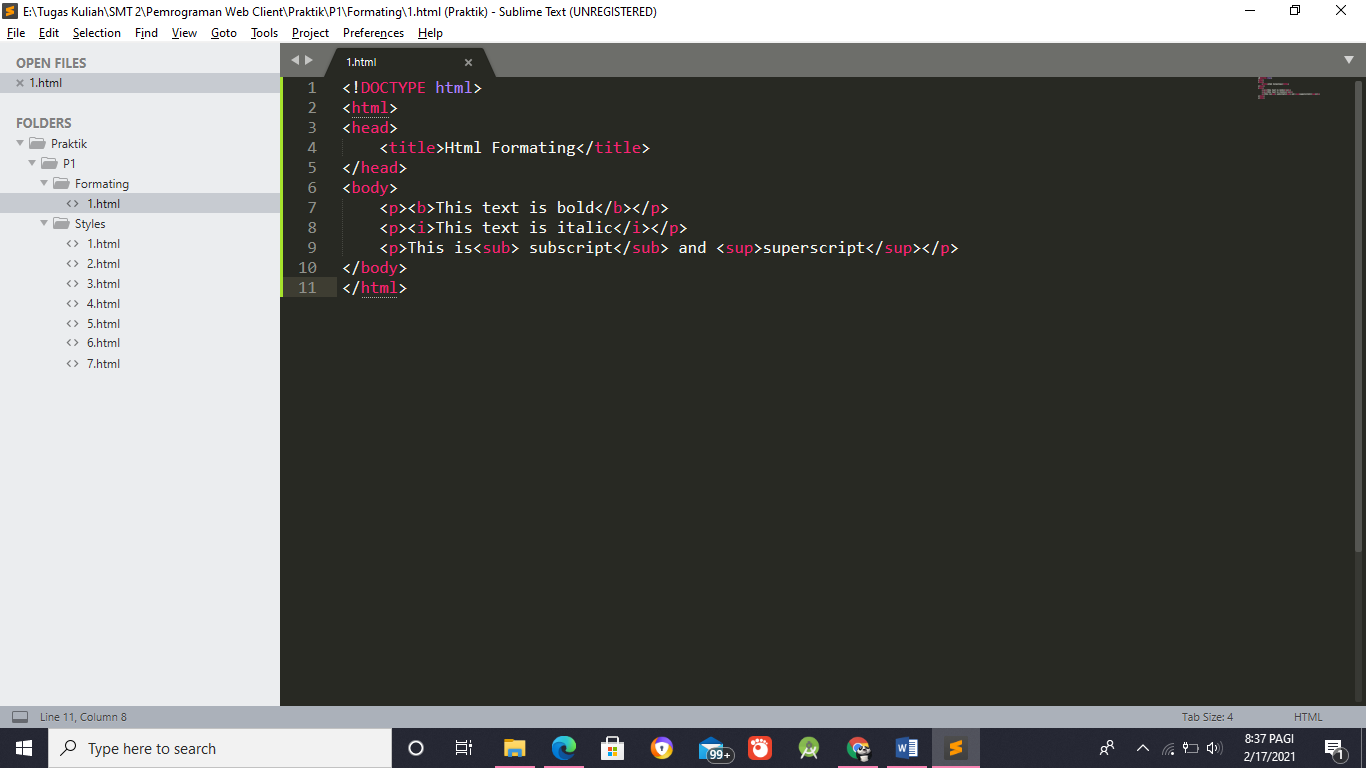 E:\Tugas Kuliah\SMT 2\Pemrograman Web Client\Praktik\P1\Formating\1.html (Praktik) - Sublime Text (UNREGISTERED)
File Edit Selection Find View Goto Tools Project Preferences Help
OPEN FILES
1.html
FOLDERS
Praktik
P1
Formating
1.html
Styles
1.html
2.html
3.html
4.html
5.html
6.html
7.html
1.html
1 <!DOCTYPE html>
2 <html>
3 <head>
4     <title>Html Formating</title>
5 </head>
6 <body>
7     <p><b>This text is bold</b></p>
8     <p><i>This text is italic</i></p>
9     <p>This is<sub> subscript</sub> and <sup>superscript</sup></p>
10 </body>
11 </html>
Line 11, Column 8
Tab Size: 4
HTML
Type here to search
99+
8:37 PAGI
2/17/2021
1